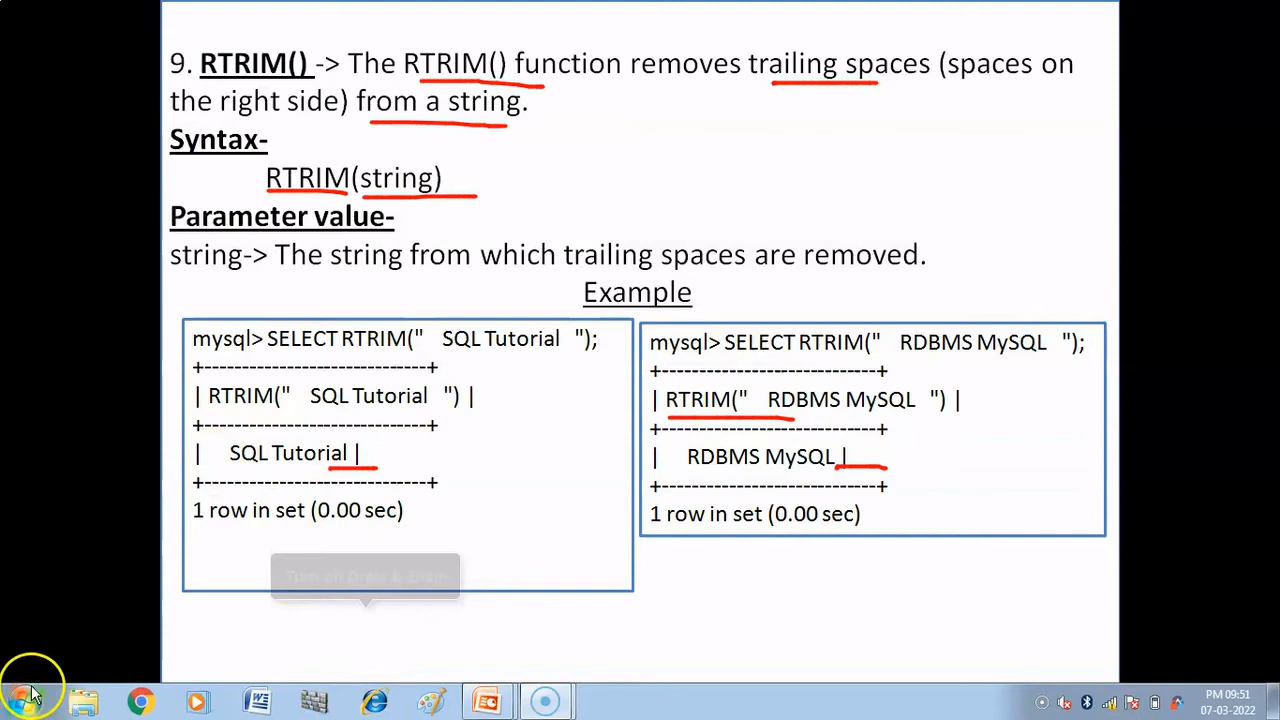 9. RTRIM() -> The RTRIM() function removes trailing spaces (spaces on
the right side) from a string.
Syntax-
RTRIM(string)
Parameter value-
string-> The string from which trailing spaces are removed.
Example
mysql> SELECT RTRIM("   SQL Tutorial  ");
+-----------------------------+
| RTRIM("   SQL Tutorial  ") |
+-----------------------------+
|    SQL Tutorial |
+-----------------------------+
1 row in set (0.00 sec)
mysql> SELECT RTRIM("   RDBMS MySQL  ");
+-----------------------------+
| RTRIM("   RDBMS MySQL  ") |
+-----------------------------+
|    RDBMS MySQL |
+-----------------------------+
1 row in set (0.00 sec)
PM 09:51
07-03-2022